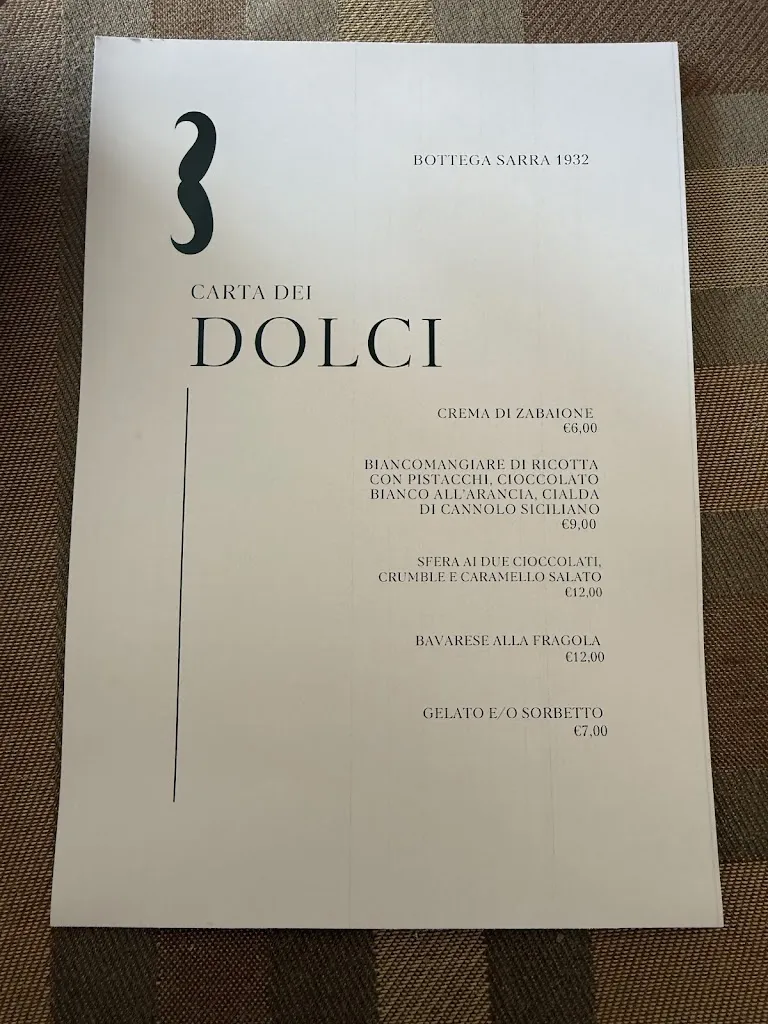 BOTTEGA SARRA 1932
CARTA DEI
DOLCI
CREMA DI ZABAIONE
€6,00
BIANCOMANGIARE DI RICOTTA
CON PISTACCHI, CIOCCOLATO
BIANCO ALL'ARANCIA, CIALDA
DI CANNOLO SICILIANO
€9,00
SFERA AI DUE CIOCCOLATI,
CRUMBLE E CARAMELLO SALATO
€12,00
BAVARESE ALLA FRAGOLA
€12,00
GELATO E/O SORBETTO
€7,00